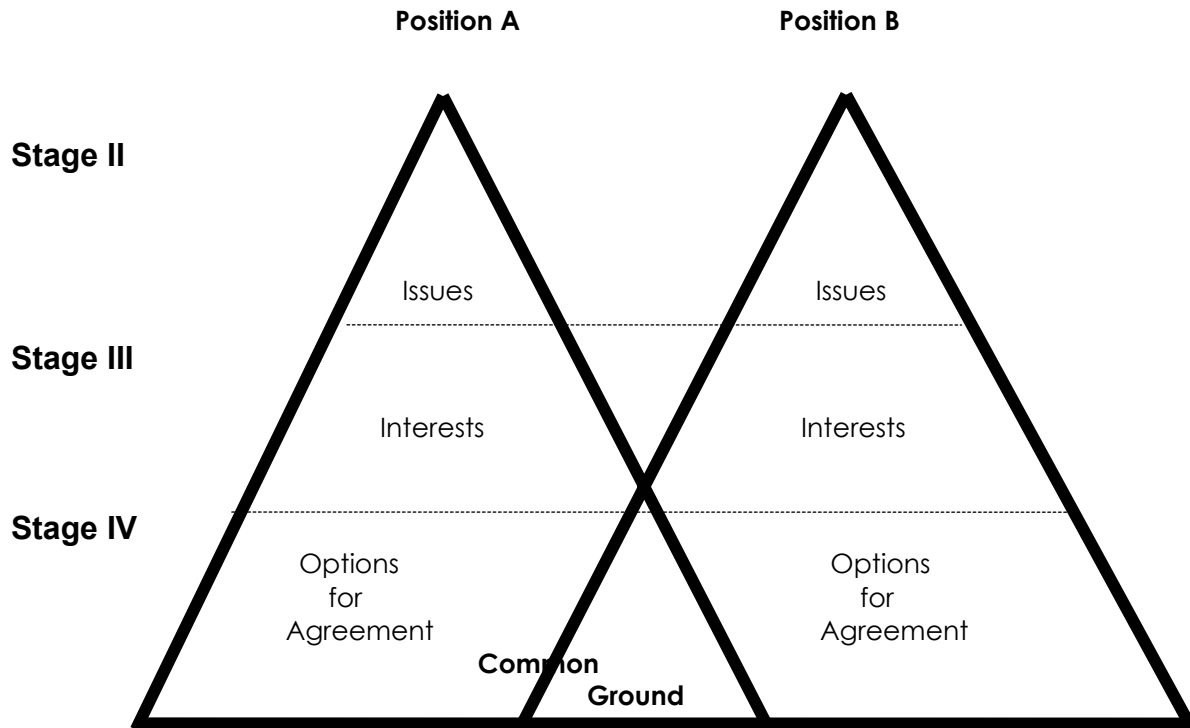 Position A Position B
Stage II
Issues Issues
Stage III
Interests Interests
Stage IV
Options Options
for for
Agreement Agreement
Common
Ground